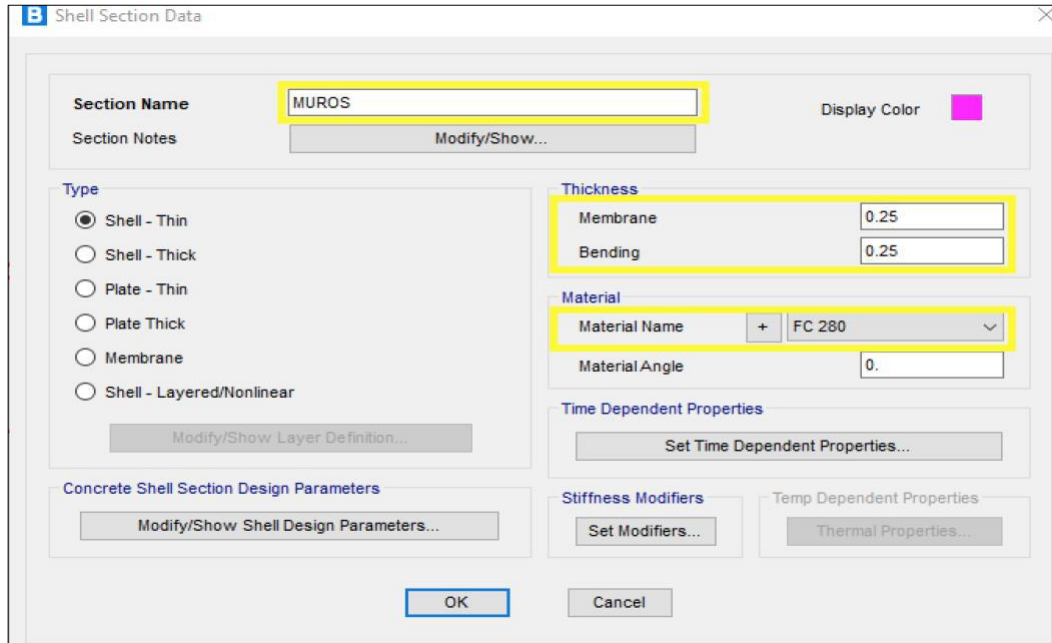 B Shell Section Data
Section Name MUROS Display Color
Section Notes Modify/Show...
Type
Shell - Thin
Shell - Thick
Plate - Thin
Plate Thick
Membrane
Shell - Layered/Nonlinear
Modify/Show Layer Definition...
Concrete Shell Section Design Parameters
Modify/Show Shell Design Parameters...
Thickness
Membrane 0.25
Bending 0.25
Material
Material Name + FC 280
Material Angle 0.
Time Dependent Properties
Set Time Dependent Properties...
Stiffness Modifiers
Set Modifiers...
Temp Dependent Properties
Thermal Properties...
OK Cancel